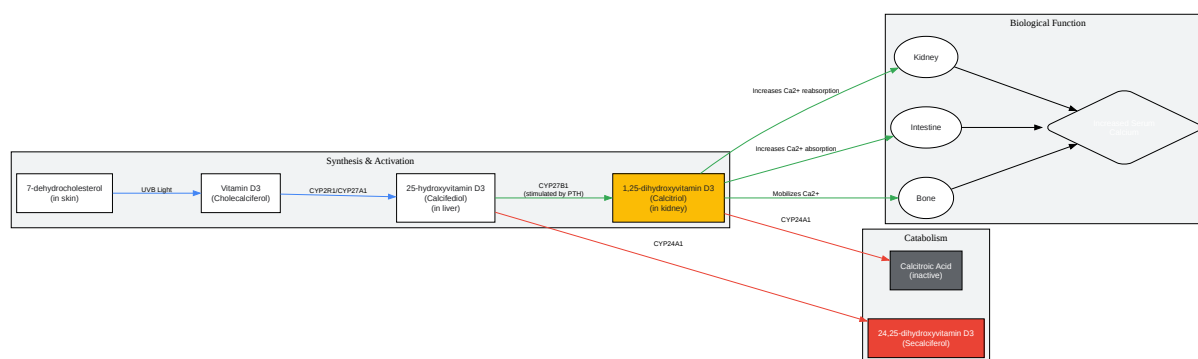 Biological Function
Kidney
Increases Ca2+ reabsorption
Intestine
Increases Ca2+ absorption
Synthesis & Activation
7-dehydrocholesterol
(in skin)
UVB Light
Vitamin D3
(Cholecalciferol)
CYP2R1/CYP27A1
25-hydroxyvitamin D3
(Calcifediol)
(in liver)
CYP27B1
(stimulated by PTH)
1,25-dihydroxyvitamin D3
(Calcitriol)
(in kidney)
Mobilizes Ca2+
Bone
CYP24A1
CYP24A1
Catabolism
Calcitroic Acid
(inactive)
24,25-dihydroxyvitamin D3
(Secalciferol)